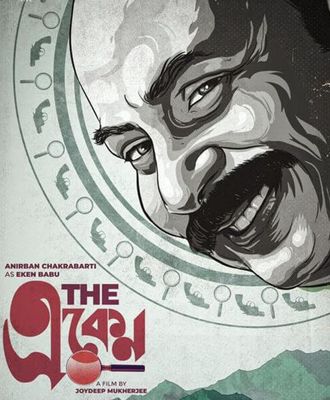 ANIRBAN CHAKRABARTI
AS EKEN BABU
THE
একেন
A FILM BY
JOYDEEP MUKHERJEE